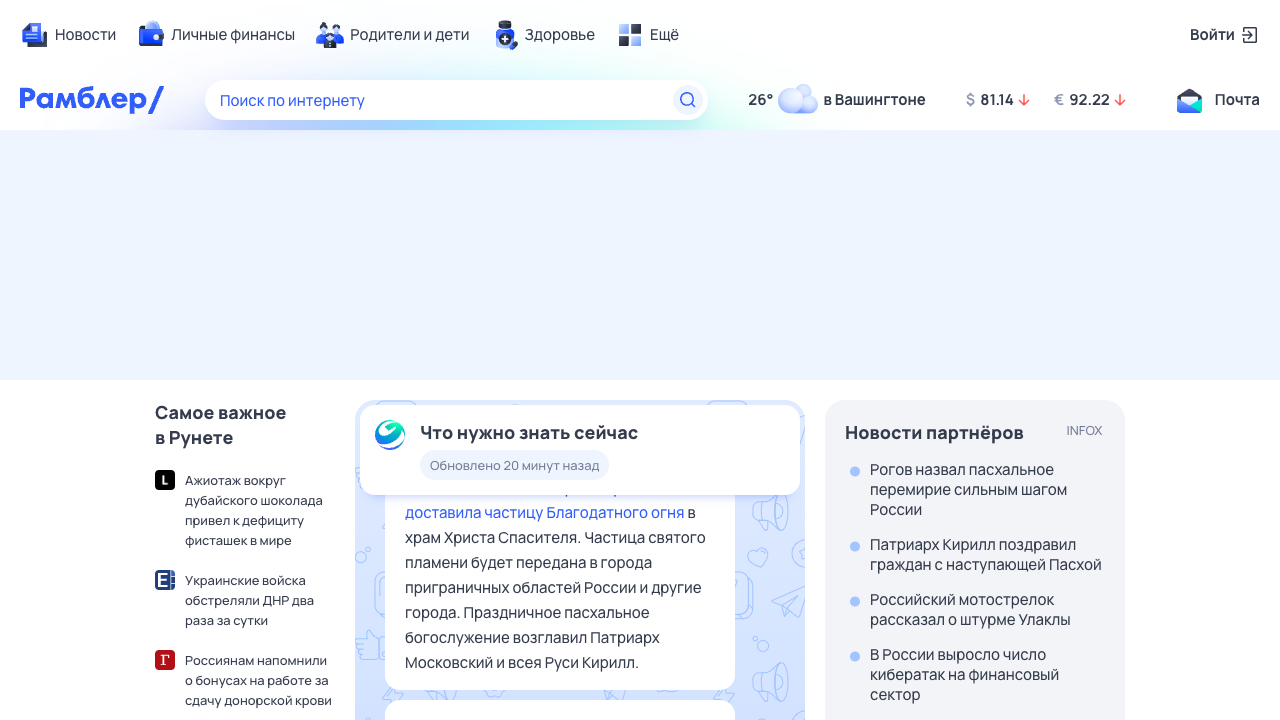 Новости
Личные финансы
Родители и дети
Здоровье
Ещё
Войти
Рамблер/
Поиск по интернету
26°
в Вашингтоне
$ 81.14
€ 92.22
Почта
Самое важное
в Рунете
L
Ажиотаж вокруг
дубайского шоколада
привел к дефициту
фисташек в мире
E
Украинские войска
обстреляли ДНР два
раза за сутки
Г
Россиянам напомнили
о бонусах на работе за
сдачу донорской крови
Что нужно знать сейчас
Обновлено 20 минут назад
доставила частицу Благодатного огня в
храм Христа Спасителя. Частица святого
пламени будет передана в города
приграничных областей России и другие
города. Праздничное пасхальное
богослужение возглавил Патриарх
Московский и всея Руси Кирилл.
Новости партнёров
INFOX
Рогов назвал пасхальное
перемирие сильным шагом
России
Патриарх Кирилл поздравил
граждан с наступающей Пасхой
Российский мотострелок
рассказал о штурме Улаклы
В России выросло число
кибератак на финансовый
сектор